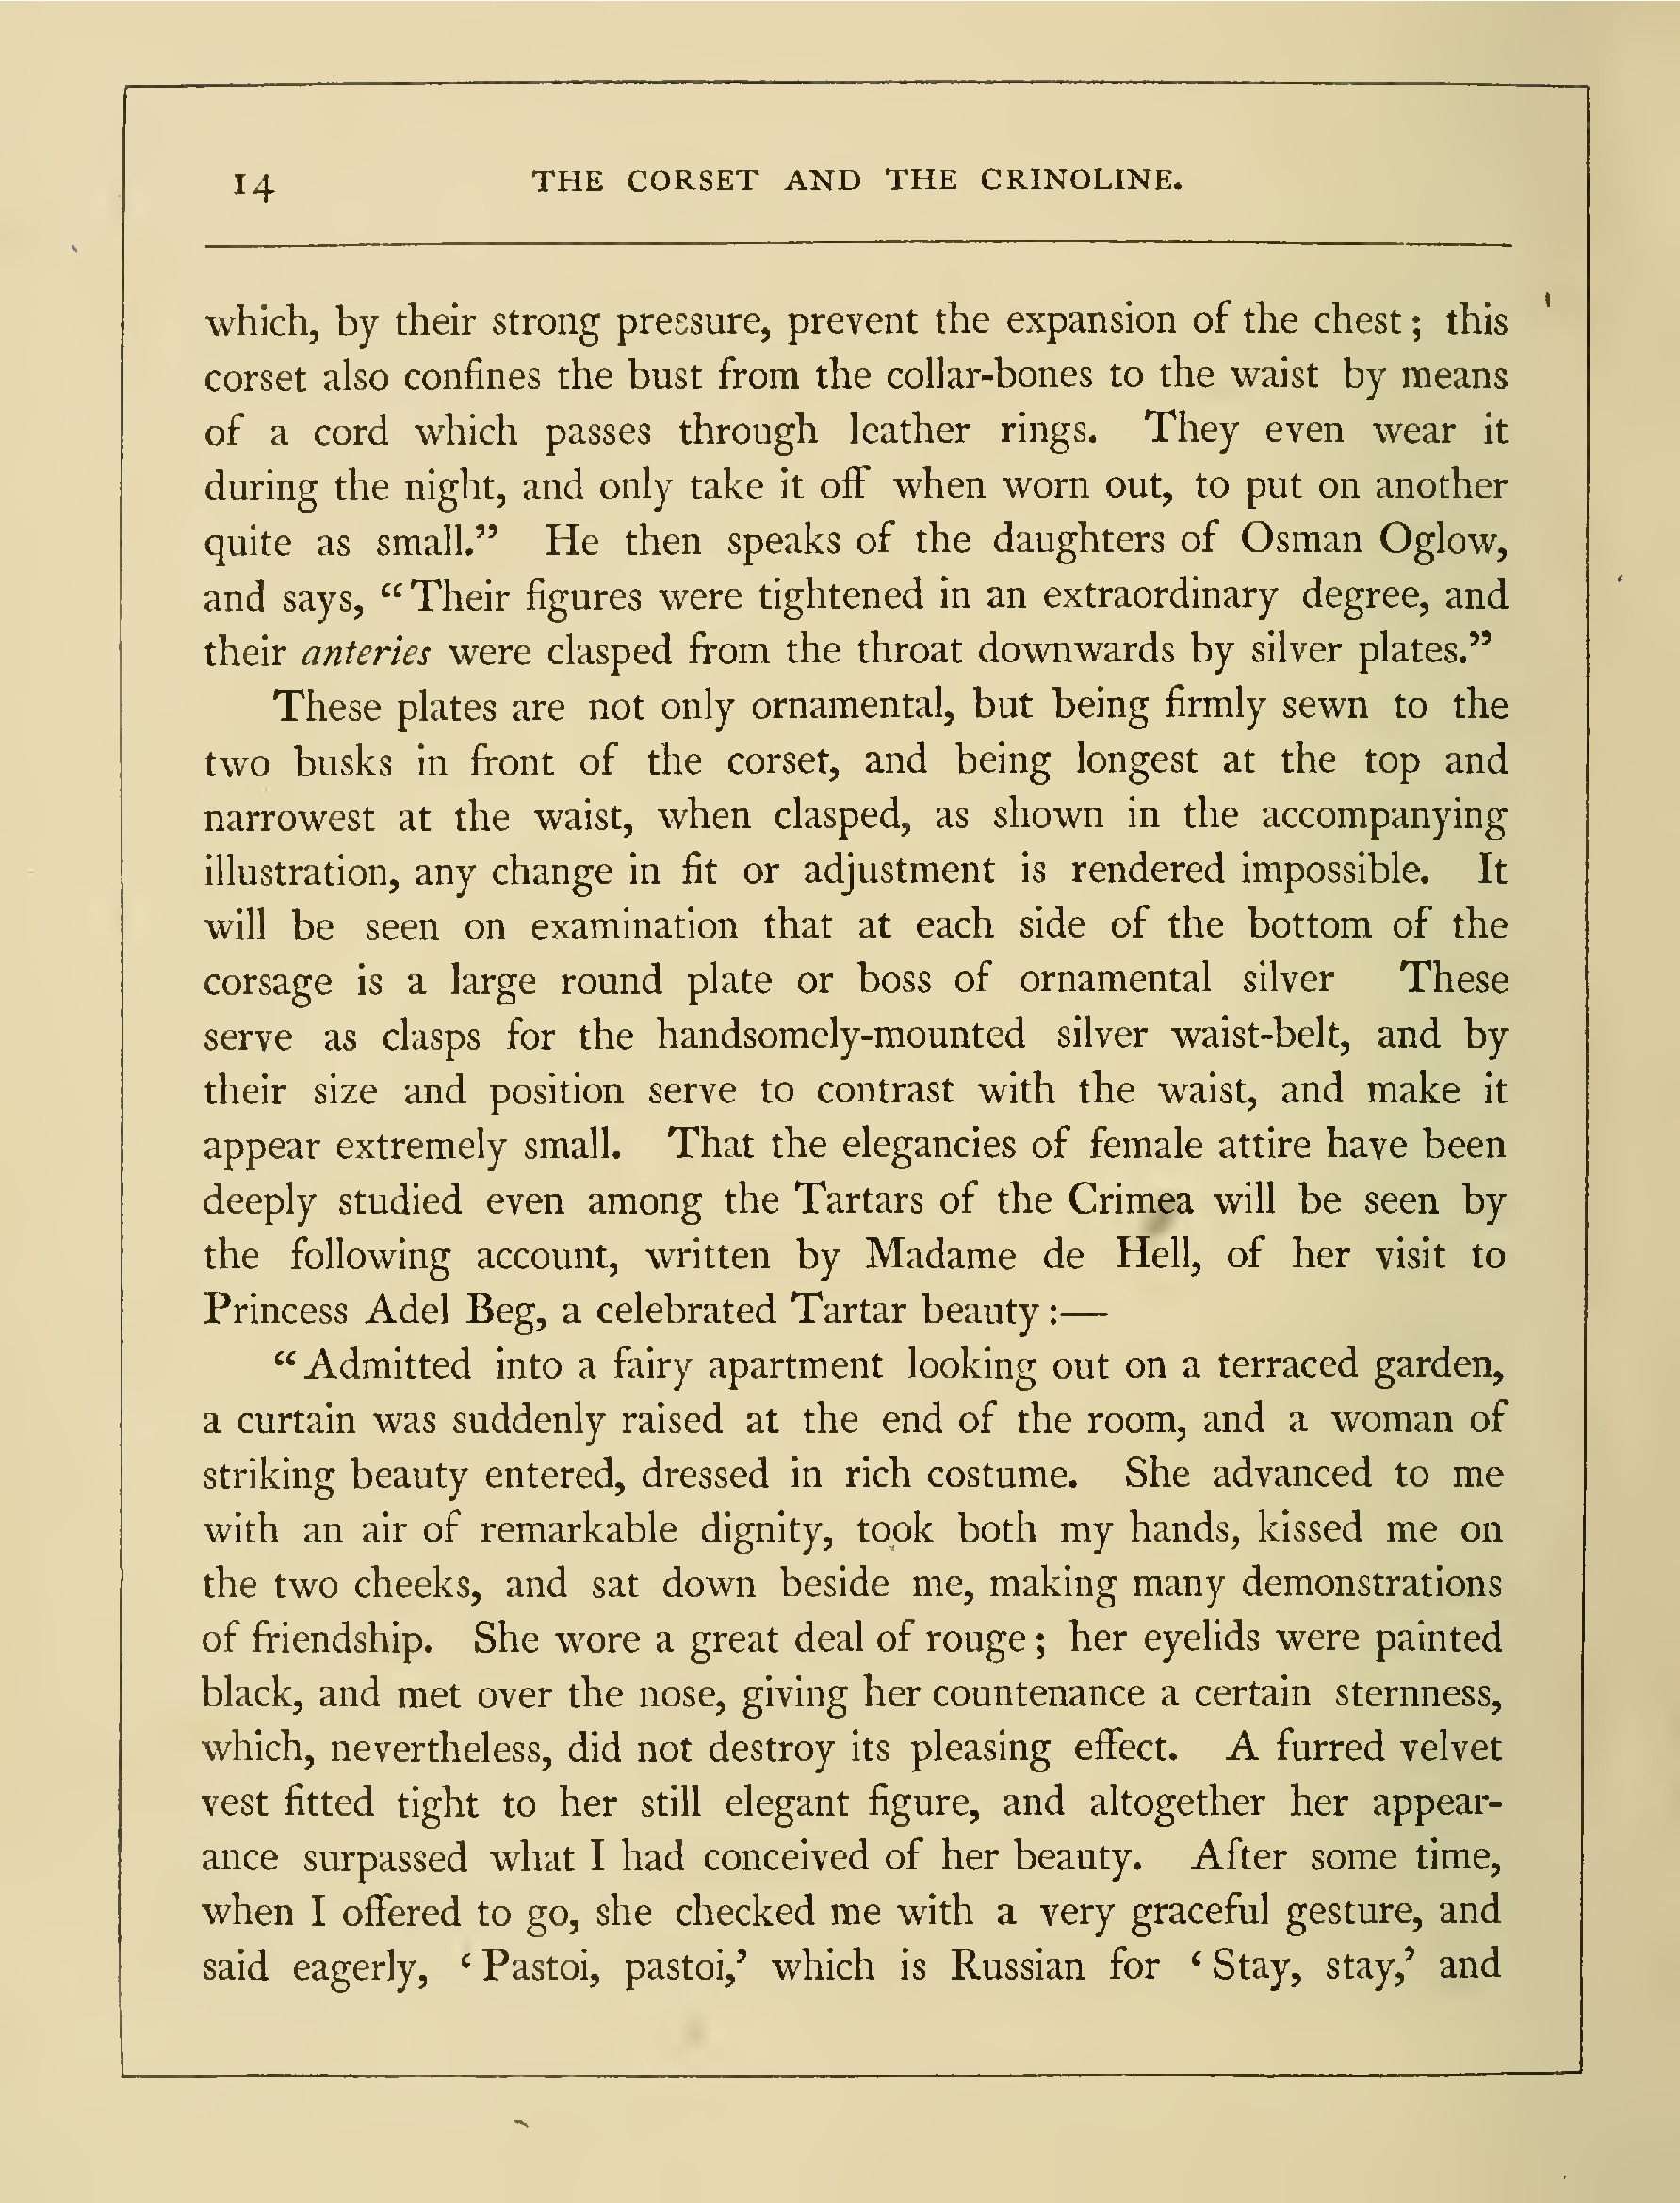 14 THE CORSET AND THE CRINOLINE.
which, by their strong pressure, prevent the expansion of the chest; this
corset also confines the bust from the collar-bones to the waist by means
of a cord which passes through leather rings. They even wear it
during the night, and only take it off when worn out, to put on another
quite as small.” He then speaks of the daughters of Osman Oglow,
and says, “Their figures were tightened in an extraordinary degree, and
their anteries were clasped from the throat downwards by silver plates.”
These plates are not only ornamental, but being firmly sewn to the
two busks in front of the corset, and being longest at the top and
narrowest at the waist, when clasped, as shown in the accompanying
illustration, any change in fit or adjustment is rendered impossible. It
will be seen on examination that at each side of the bottom of the
corsage is a large round plate or boss of ornamental silver These
serve as clasps for the handsomely-mounted silver waist-belt, and by
their size and position serve to contrast with the waist, and make it
appear extremely small. That the elegancies of female attire have been
deeply studied even among the Tartars of the Crimea will be seen by
the following account, written by Madame de Hell, of her visit to
Princess Adel Beg, a celebrated Tartar beauty:—
“Admitted into a fairy apartment looking out on a terraced garden,
a curtain was suddenly raised at the end of the room, and a woman of
striking beauty entered, dressed in rich costume. She advanced to me
with an air of remarkable dignity, took both my hands, kissed me on
the two cheeks, and sat down beside me, making many demonstrations
of friendship. She wore a great deal of rouge; her eyelids were painted
black, and met over the nose, giving her countenance a certain sternness,
which, nevertheless, did not destroy its pleasing effect. A furred velvet
vest fitted tight to her still elegant figure, and altogether her appear-
ance surpassed what I had conceived of her beauty. After some time,
when I offered to go, she checked me with a very graceful gesture, and
said eagerly, ‘Pastoi, pastoi,’ which is Russian for ‘Stay, stay,’ and